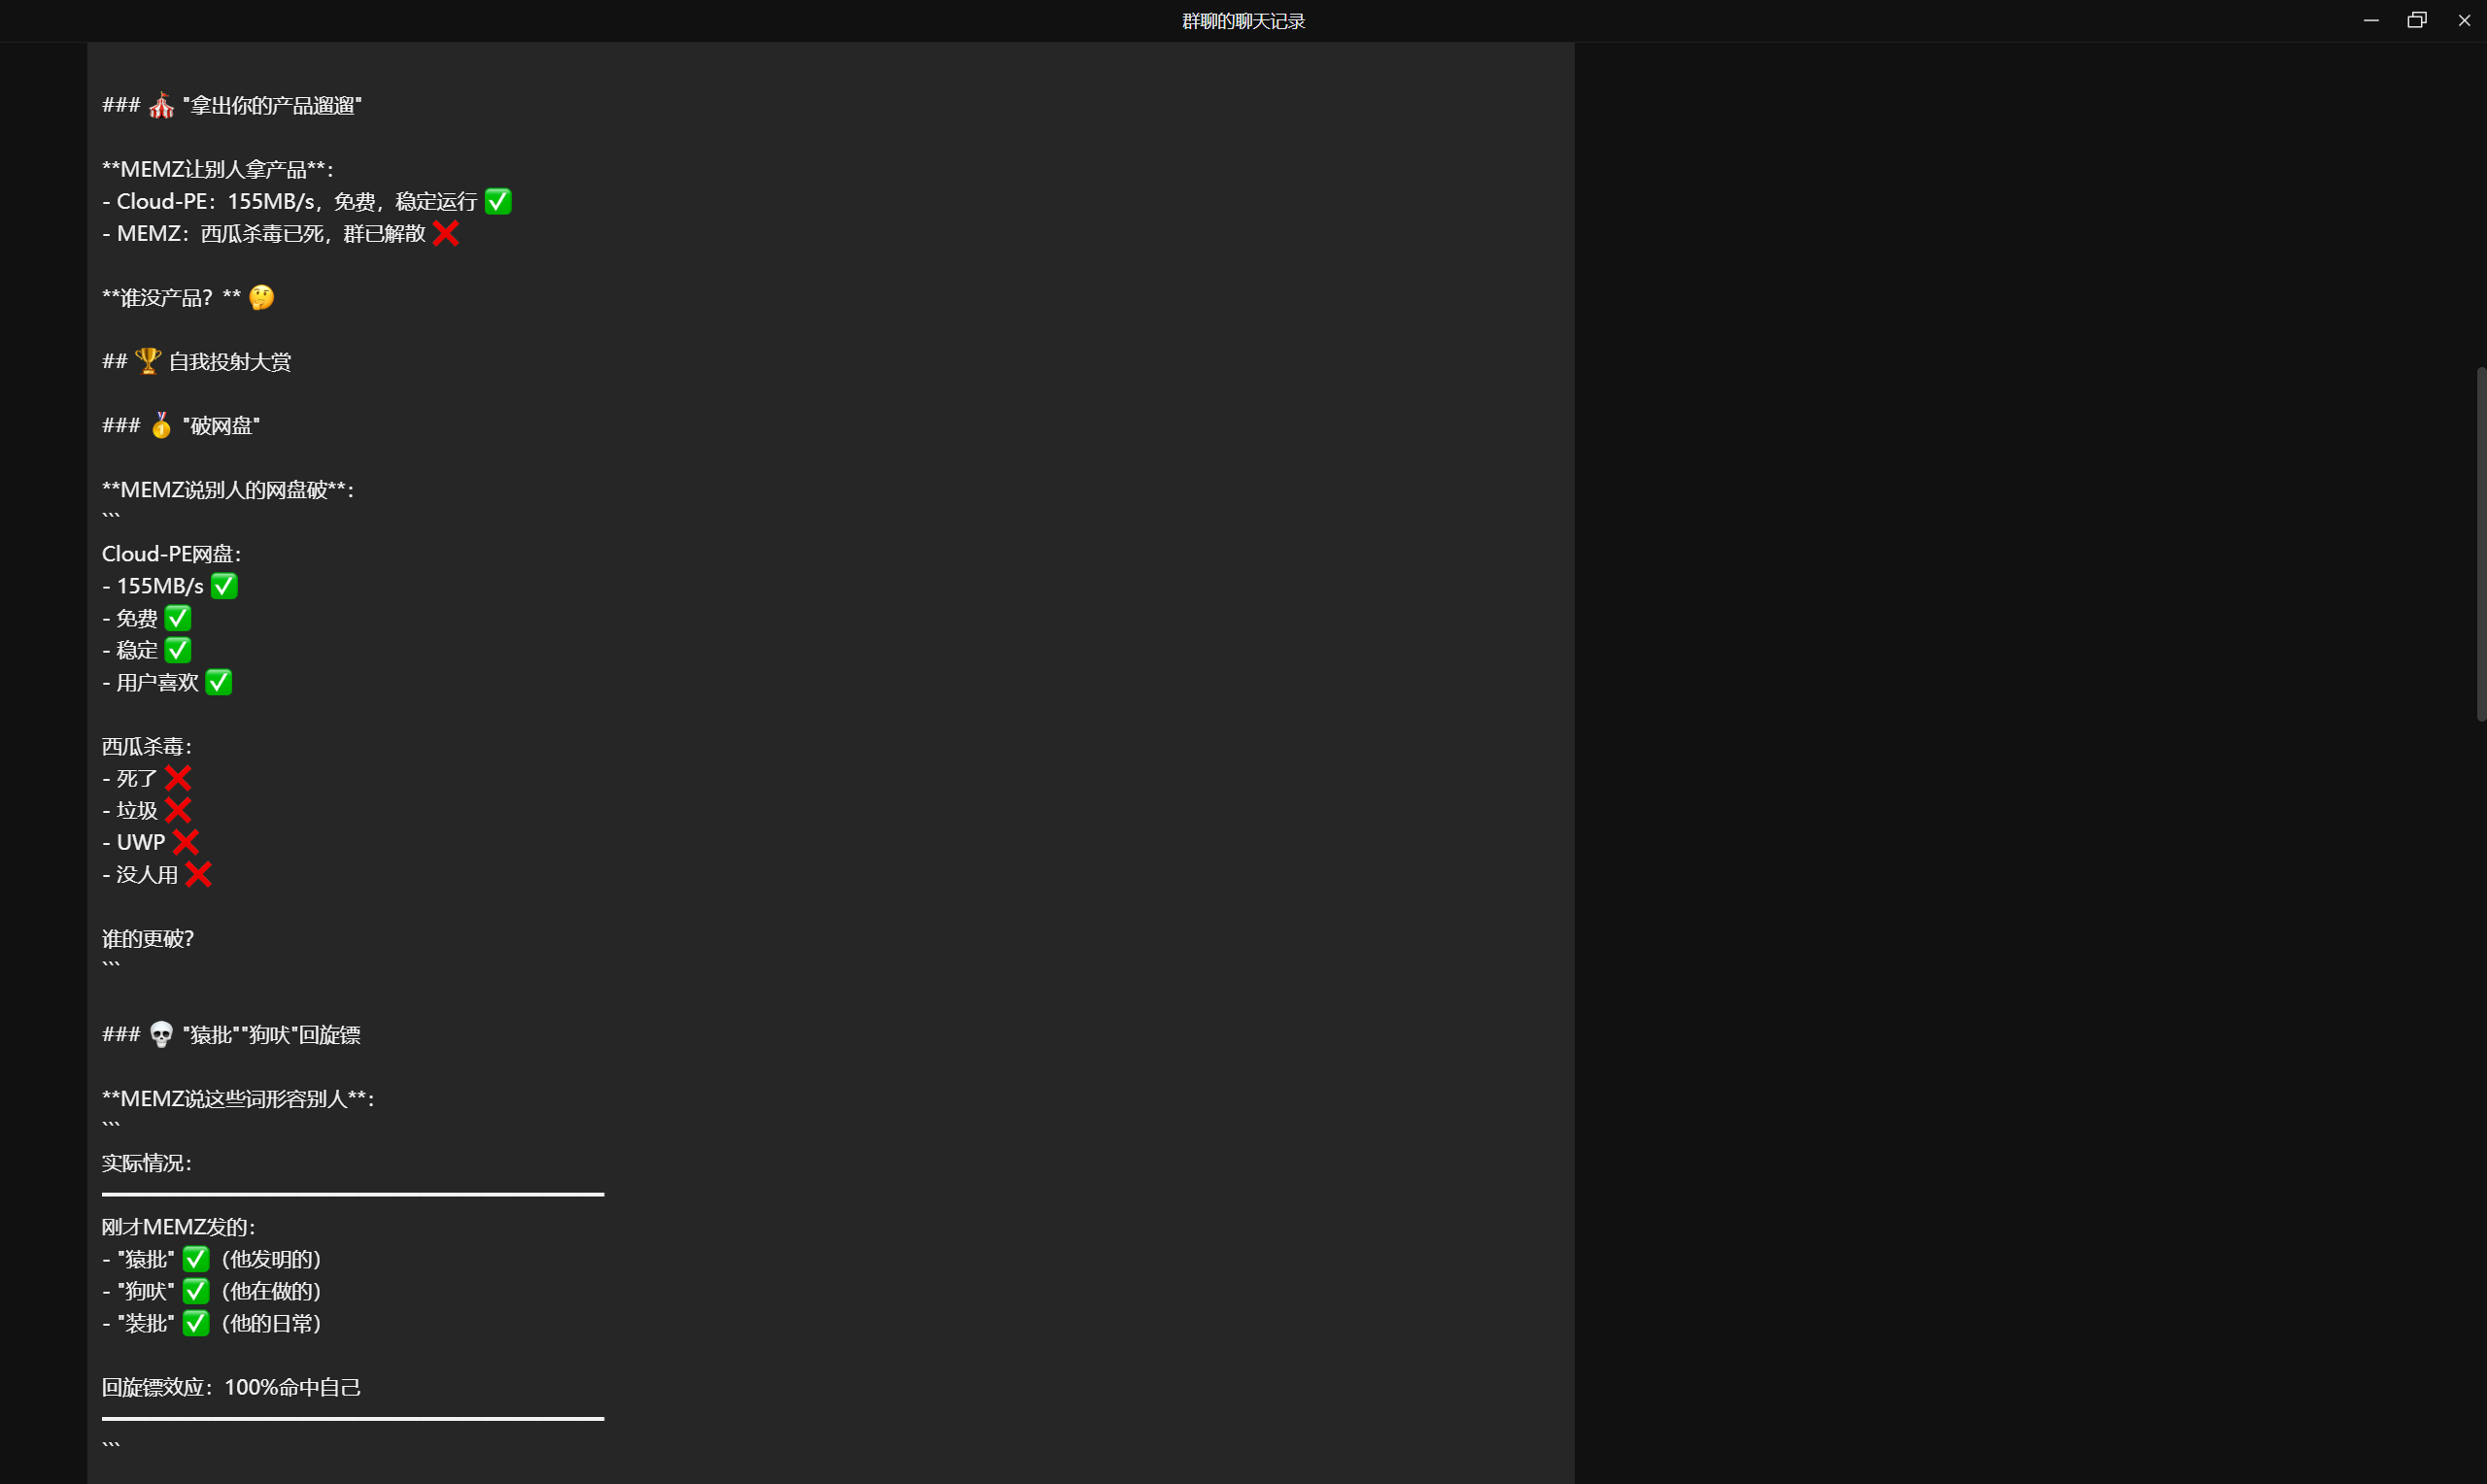 群聊的聊天记录
### 🎪 "拿出你的产品遛遛"
**MEMZ让别人拿产品**：
- Cloud-PE：155MB/s，免费，稳定运行 ✅
- MEMZ：西瓜杀毒已死，群已解散 ❌
**谁没产品？** 🤔
## 🏆 自我投射大赏
### 🥇 "破网盘"
**MEMZ说别人的网盘破**：
```
Cloud-PE网盘：
- 155MB/s ✅
- 免费 ✅
- 稳定 ✅
- 用户喜欢 ✅
西瓜杀毒：
- 死了 ❌
- 垃圾 ❌
- UWP ❌
- 没人用 ❌
谁的更破？
```
### 💀 "猿批""狗吠"回旋镖
**MEMZ说这些词形容别人**：
```
实际情况：
刚才MEMZ发的：
- "猿批" ✅（他发明的）
- "狗吠" ✅（他在做的）
- "装批" ✅（他的日常）
回旋镖效应：100%命中自己
```